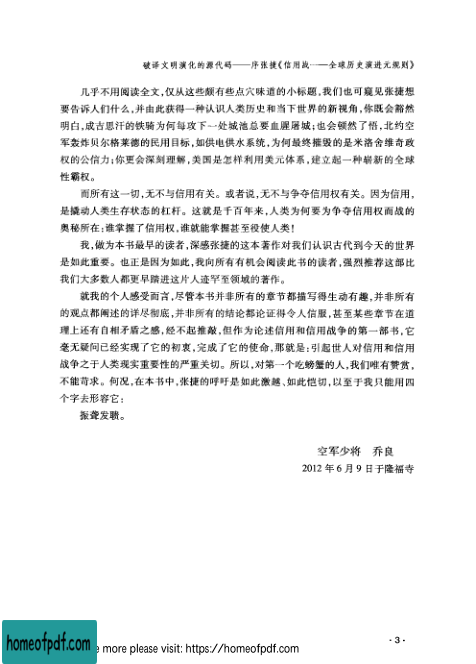 破译文明演化的源代码——序张捷《信用战——全球历史演进元规则》
几乎不用阅读全文,仅从这些颇有些点穴味道的小标题,我们也可窥见张捷想
要告诉人们什么,并由此获得一种认识人类历史和当下世界的新视角,你既会豁然
明白,成吉思汗的铁骑为何每攻下一处城池总要血腥屠城;也会顿然了悟,北约空
军轰炸贝尔格莱德的民用目标,如供电供水系统,为何最终摧毁的是米洛舍维奇政
权的公信力;你更会深刻理解,美国是怎样利用美元体系,建立起一种崭新的全球
性霸权。
而所有这一切,无不与信用有关。或者说,无不与争夺信用权有关。因为信用,
是撬动人类生存状态的杠杆。这就是千百年来,人类为何要为争夺信用权而战的
奥秘所在:谁掌握了信用权,谁就能掌握甚至役使人类!
我,做为本书最早的读者,深感张捷的这本著作对我们认识古代到今天的世界
是如此重要。也正是因为如此,我向所有有机会阅读此书的读者,强烈推荐这部比
我们大多数人都更早踏进这片人迹罕至领域的著作。
就我的个人感受而言,尽管本书并非所有的章节都描写得生动有趣,并非所有
的观点都阐述的详尽彻底,并非所有的结论都论证得令人信服,甚至某些章节在道
理上还有自相矛盾之感,经不起推敲,但作为论述信用和信用战争的第一部书,它
毫无疑问已经实现了它的初衷,完成了它的使命,那就是:引起世人对信用和信用
战争之于人类现实重要性的严重关切。所以,对第一个吃螃蟹的人,我们唯有赞赏,
不能苛求。何况,在本书中,张捷的呼吁是如此激越、如此恺切,以至于我只能用四
个字去形容它:
振聋发聩。
空军少将 乔良
2012年6月9日于隆福寺
·3·
homeofpdf.com
e more please visit: https://homeofpdf.com